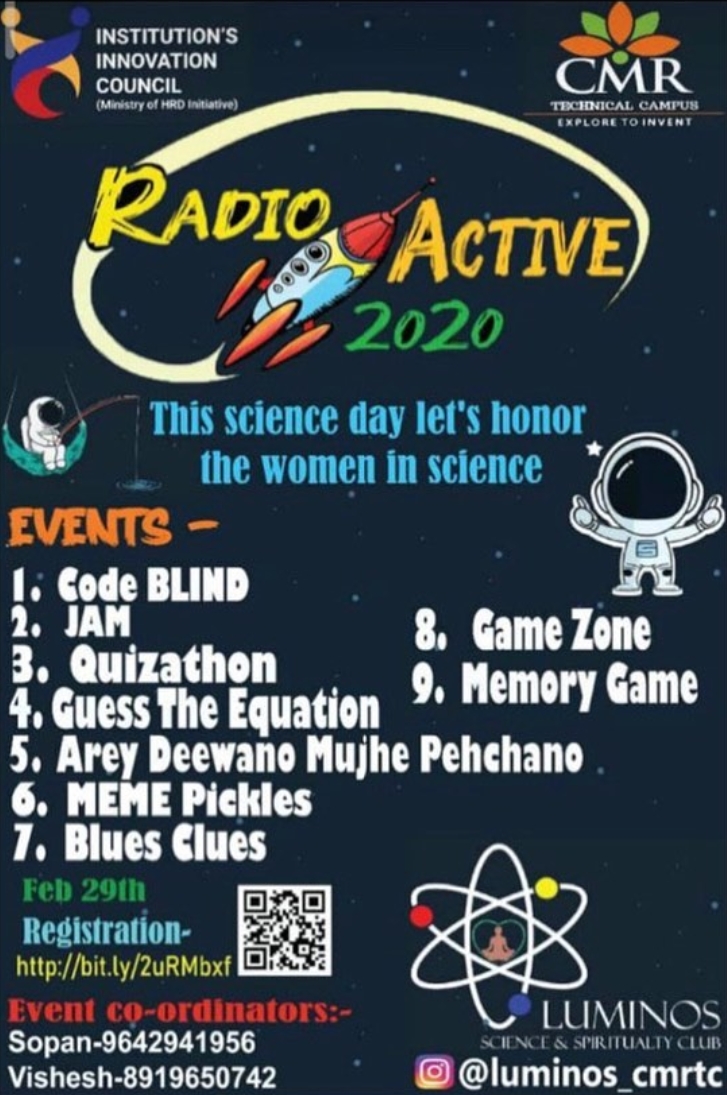 INSTITUTION'S
INNOVATION
COUNCIL
(Ministry of HRD Initiative)
CMR
TECHNICAL CAMPUS
EXPLORE TO INVENT
RADIO ACTIVE
2020
This science day let's honor
the women in science
EVENTS -
1. Code BLIND
2. JAM
3. Quizathon
4. Guess The Equation
5. Arey Deewano Mujhe Pehchano
6. MEME Pickles
7. Blues Clues
8. Game Zone
9. Memory Game
Feb 29th
Registration-
http://bit.ly/2uRMbxf
Event co-ordinators:-
Sopan-9642941956
Vishesh-8919650742
S
LUMINOS
SCIENCE & SPIRITUALTY CLUB
@luminos_cmrtc